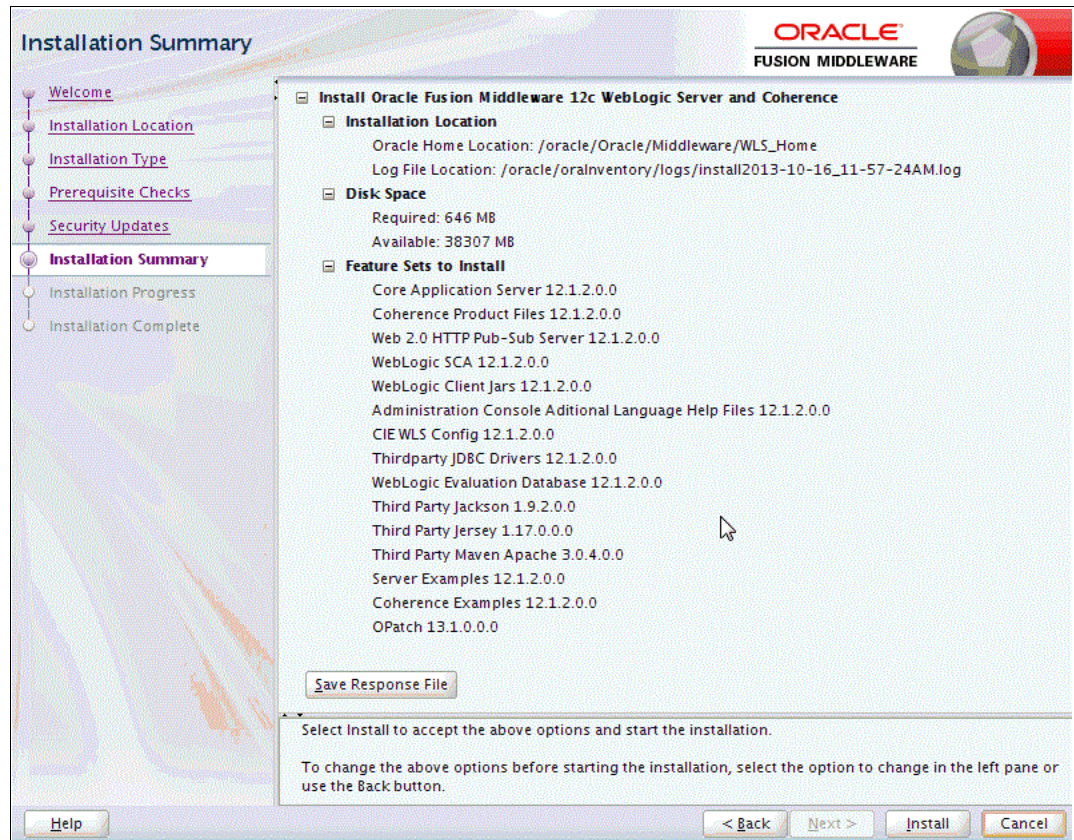 Installation Summary
ORACLE
FUSION MIDDLEWARE
Welcome
Installation Location
Installation Type
Prerequisite Checks
Security Updates
Installation Summary
Installation Progress
Installation Complete
Install Oracle Fusion Middleware 12c WebLogic Server and Coherence
Installation Location
Oracle Home Location: /oracle/Oracle/Middleware/WLS_Home
Log File Location: /oracle/oraInventory/logs/install2013-10-16_11-57-24AM.log
Disk Space
Required: 646 MB
Available: 38307 MB
Feature Sets to Install
Core Application Server 12.1.2.0.0
Coherence Product Files 12.1.2.0.0
Web 2.0 HTTP Pub-Sub Server 12.1.2.0.0
WebLogic SCA 12.1.2.0.0
WebLogic Client Jars 12.1.2.0.0
Administration Console Aditional Language Help Files 12.1.2.0.0
CIE WLS Config 12.1.2.0.0
Thirdparty JDBC Drivers 12.1.2.0.0
WebLogic Evaluation Database 12.1.2.0.0
Third Party Jackson 1.9.2.0.0
Third Party Jersey 1.17.0.0.0
Third Party Maven Apache 3.0.4.0.0
Server Examples 12.1.2.0.0
Coherence Examples 12.1.2.0.0
OPatch 13.1.0.0.0
Save Response File
Select Install to accept the above options and start the installation.
To change the above options before starting the installation, select the option to change in the left pane or
use the Back button.
Help
< Back
Next >
Install
Cancel